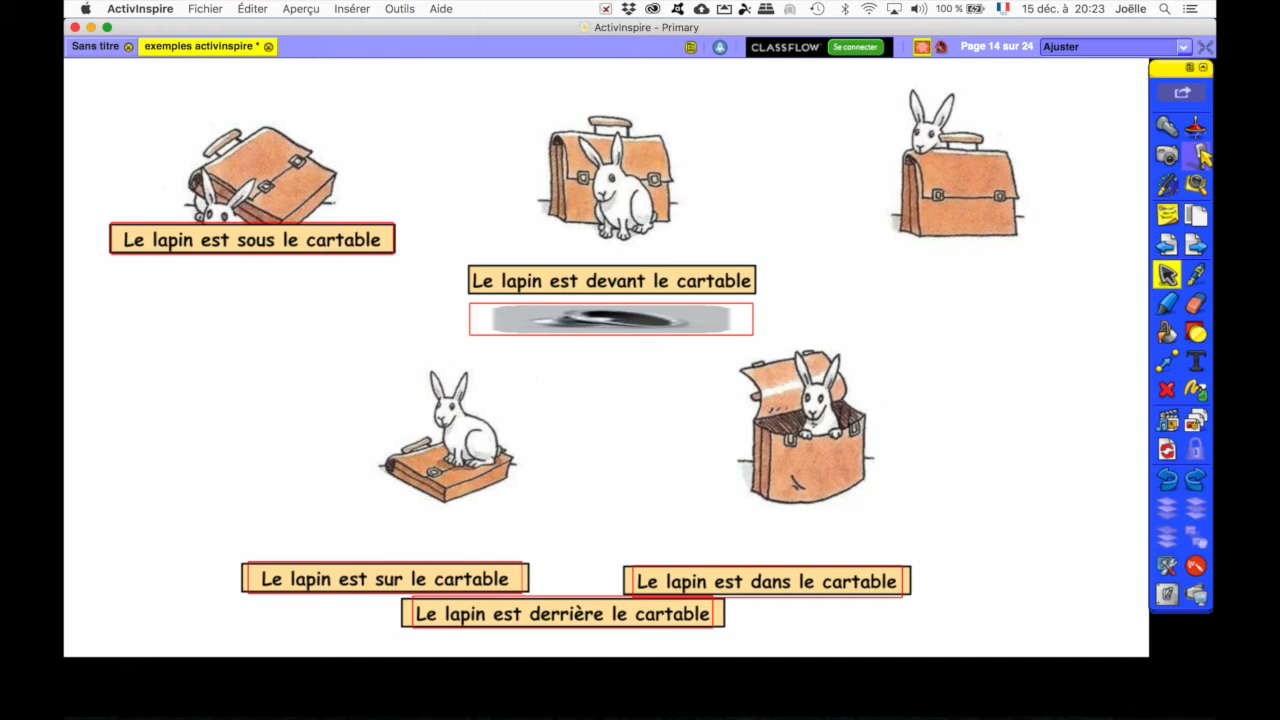 ActivInspire Fichier Éditer Aperçu Insérer Outils Aide 100 % 15 déc. à 20:23 Joëlle
ActivInspire - Primary
Sans titre exemples activinspire * CLASSFLOW Se connecter Page 14 sur 24 Ajuster
Le lapin est sous le cartable
Le lapin est devant le cartable
Le lapin est sur le cartable
Le lapin est dans le cartable
Le lapin est derrière le cartable